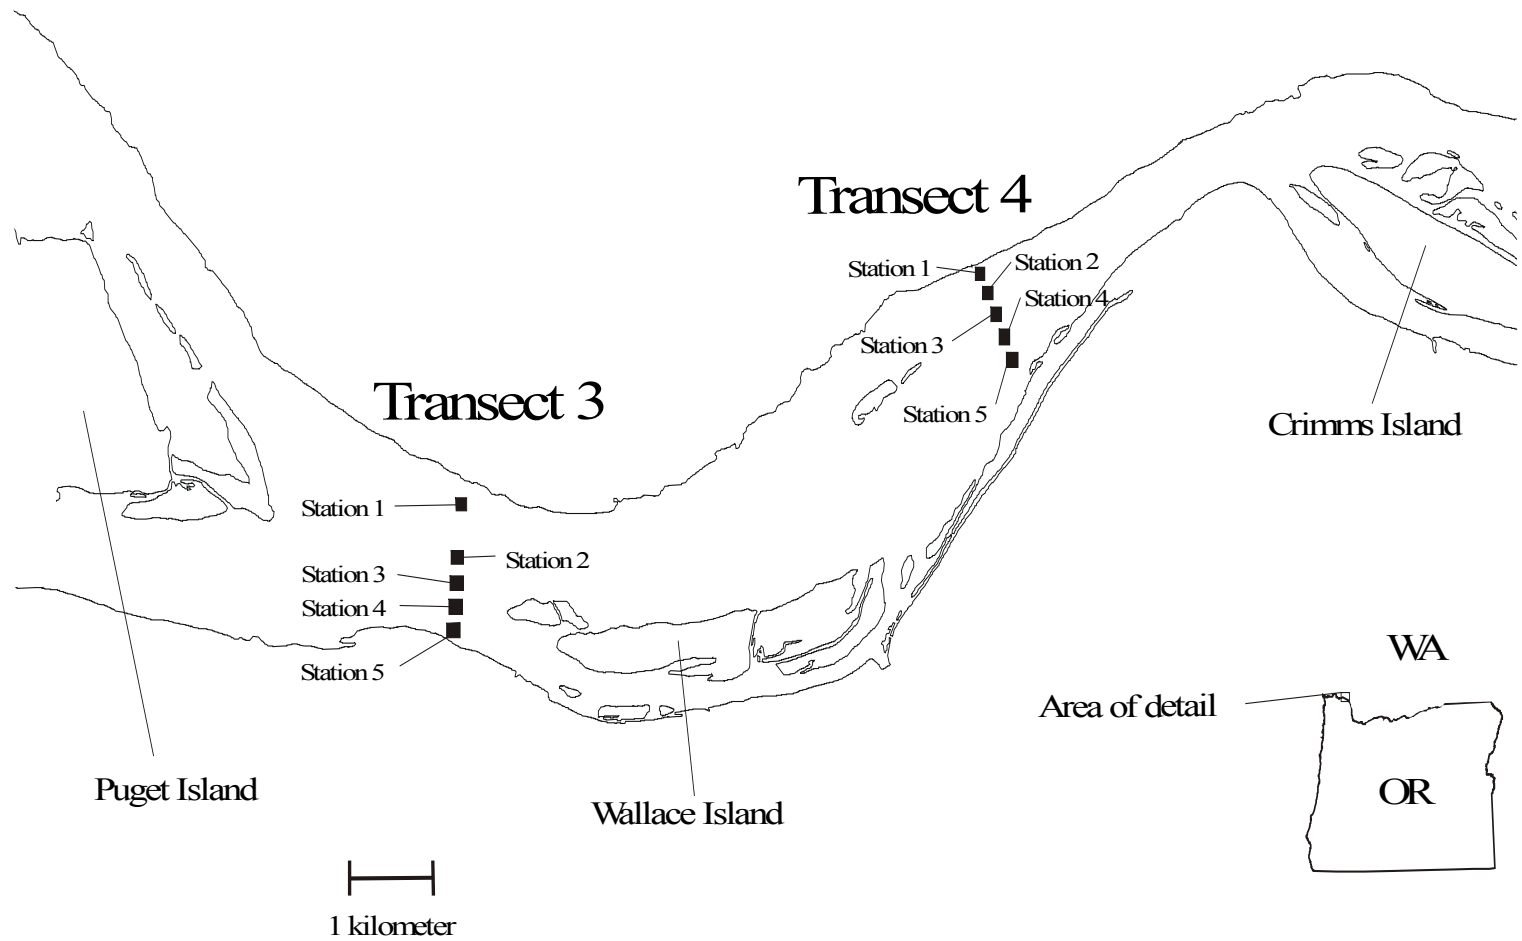 Transect 4
Station 1
Station 2
Station 4
Station 3
Station 5
Transect 3
Crimms Island
Station 1
Station 2
Station 3
Station 4
Station 5
WA
Area of detail
OR
Puget Island
Wallace Island
1 kilometer